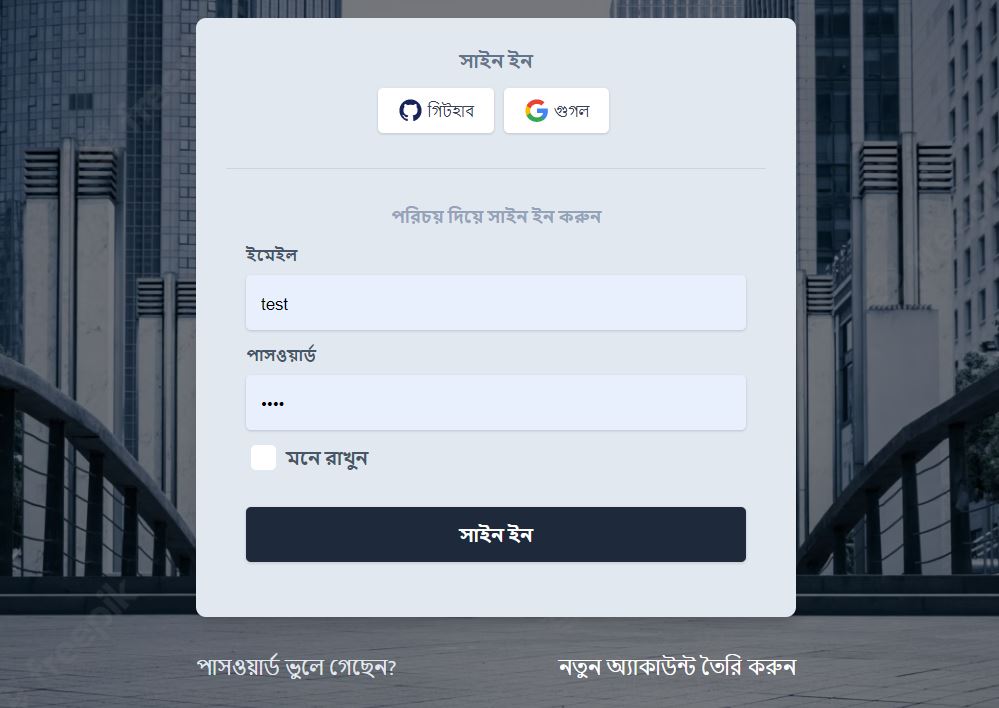 সাইন ইন
গিটহাব
গুগল
পরিচয় দিয়ে সাইন ইন করুন
ইমেইল
test
পাসওয়ার্ড
••••
মনে রাখুন
সাইন ইন
পাসওয়ার্ড ভুলে গেছেন?
নতুন অ্যাকাউন্ট তৈরি করুন
freepik